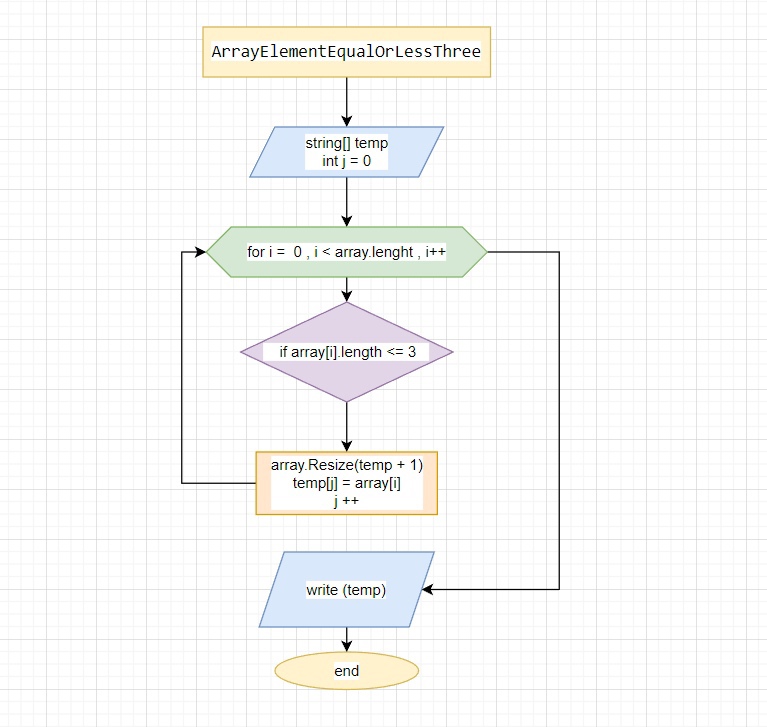 ArrayElementEqualOrLessThree
string[] temp
int j = 0
for i =  0 , i < array.lenght , i++
if array[i].length <= 3
array.Resize(temp + 1)
temp[j] = array[i]
j ++
write (temp)
end